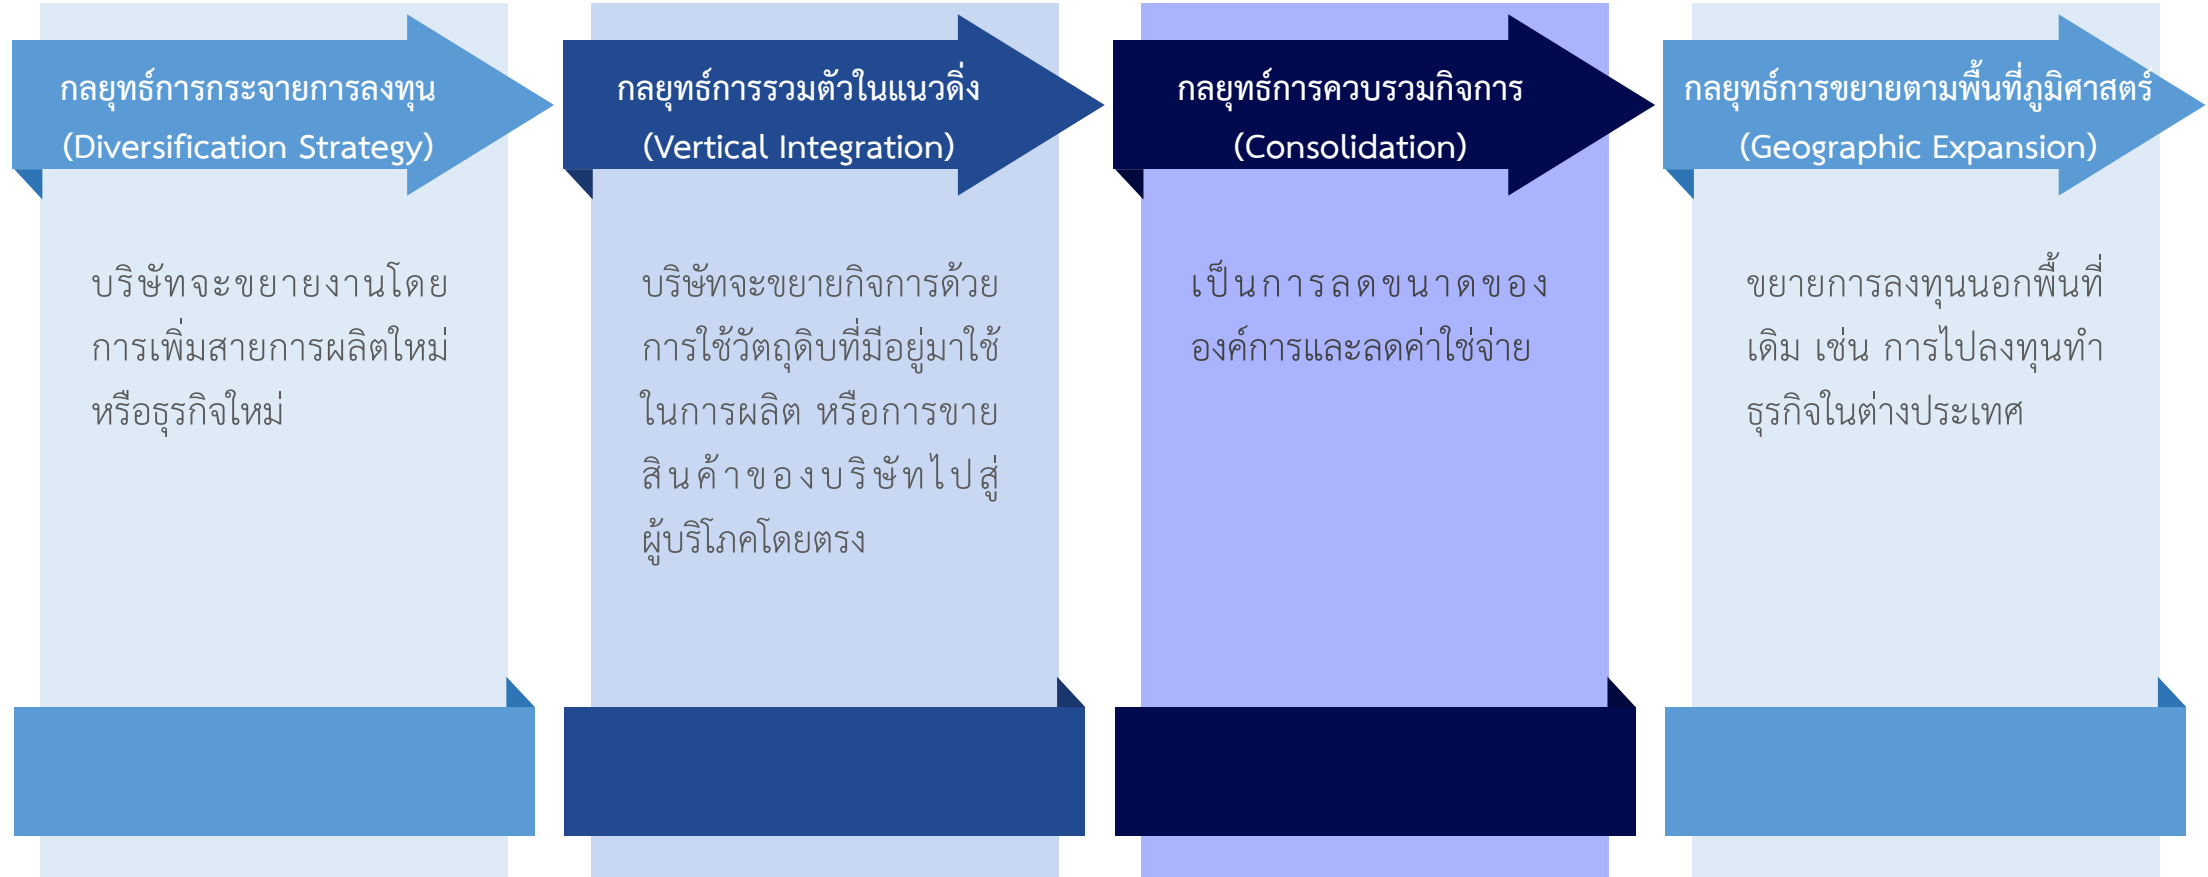 กลยุทธ์การกระจายการลงทุน
(Diversification Strategy)
บริษัทจะขยายงานโดย
การเพิ่มสายการผลิตใหม่
หรือธุรกิจใหม่
กลยุทธ์การรวมตัวในแนวดิ่ง
(Vertical Integration)
บริษัทจะขยายกิจการด้วย
การใช้วัตถุดิบที่มีอยู่มาใช้
ในการผลิต หรือการขาย
สินค้าของบริษัทไปสู่
ผู้บริโภคโดยตรง
กลยุทธ์การควบรวมกิจการ
(Consolidation)
เป็นการลดขนาดของ
องค์การและลดค่าใช่จ่าย
กลยุทธ์การขยายตามพื้นที่ภูมิศาสตร์
(Geographic Expansion)
ขยายการลงทุนนอกพื้นที่
เดิม เช่น การไปลงทุนทำ
ธุรกิจในต่างประเทศ